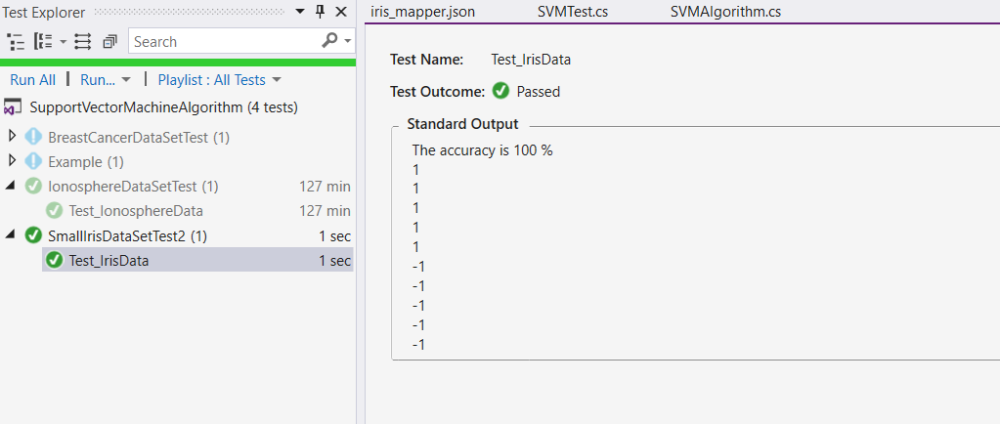 Test Explorer
Search
Run All | Run... | Playlist : All Tests
SupportVectorMachineAlgorithm (4 tests)
BreastCancerDataSetTest (1)
Example (1)
IonosphereDataSetTest (1) 127 min
Test_IonosphereData 127 min
SmallIrisDataSetTest2 (1) 1 sec
Test_IrisData 1 sec
iris_mapper.json SVMTest.cs SVMAlgorithm.cs
Test Name: Test_IrisData
Test Outcome: Passed
Standard Output
The accuracy is 100 %
1
1
1
1
1
-1
-1
-1
-1
-1